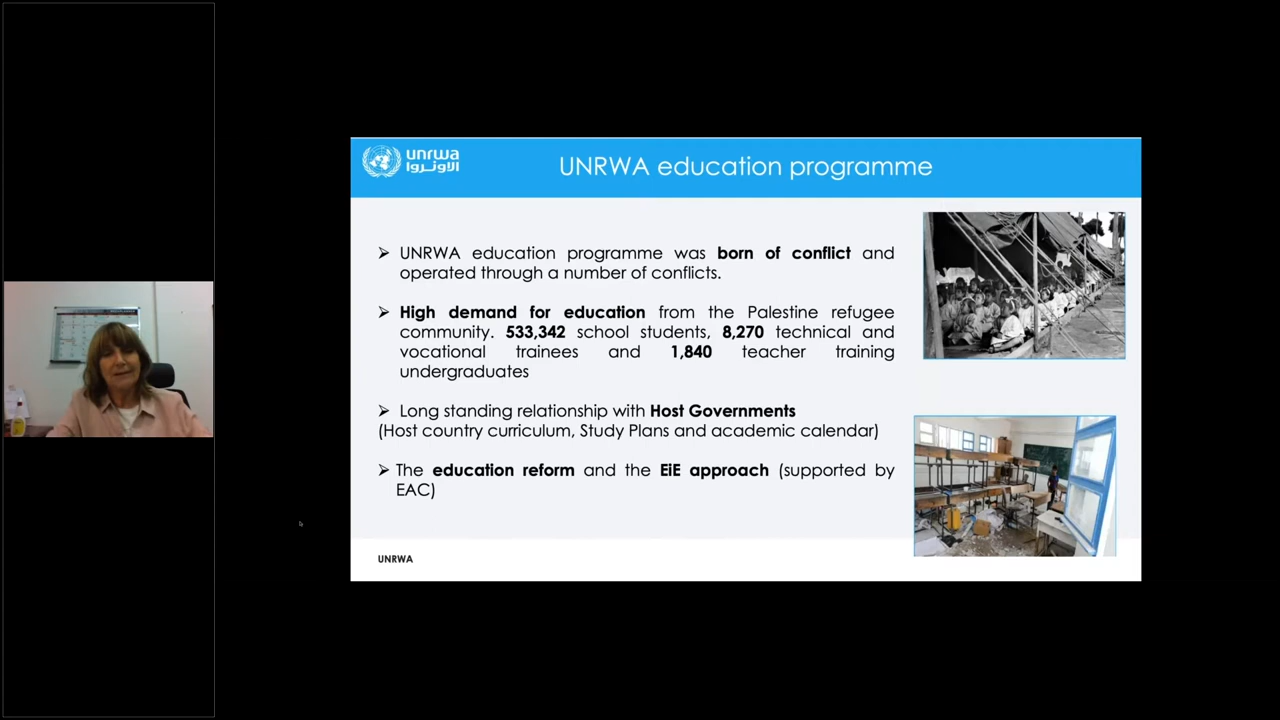 unrwa
الأونروا
UNRWA education programme
➢ UNRWA education programme was born of conflict and
operated through a number of conflicts.
➢ High demand for education from the Palestine refugee
community. 533,342 school students, 8,270 technical and
vocational trainees and 1,840 teacher training
undergraduates
➢ Long standing relationship with Host Governments
(Host country curriculum, Study Plans and academic calendar)
➢ The education reform and the EiE approach (supported by
EAC)
UNRWA